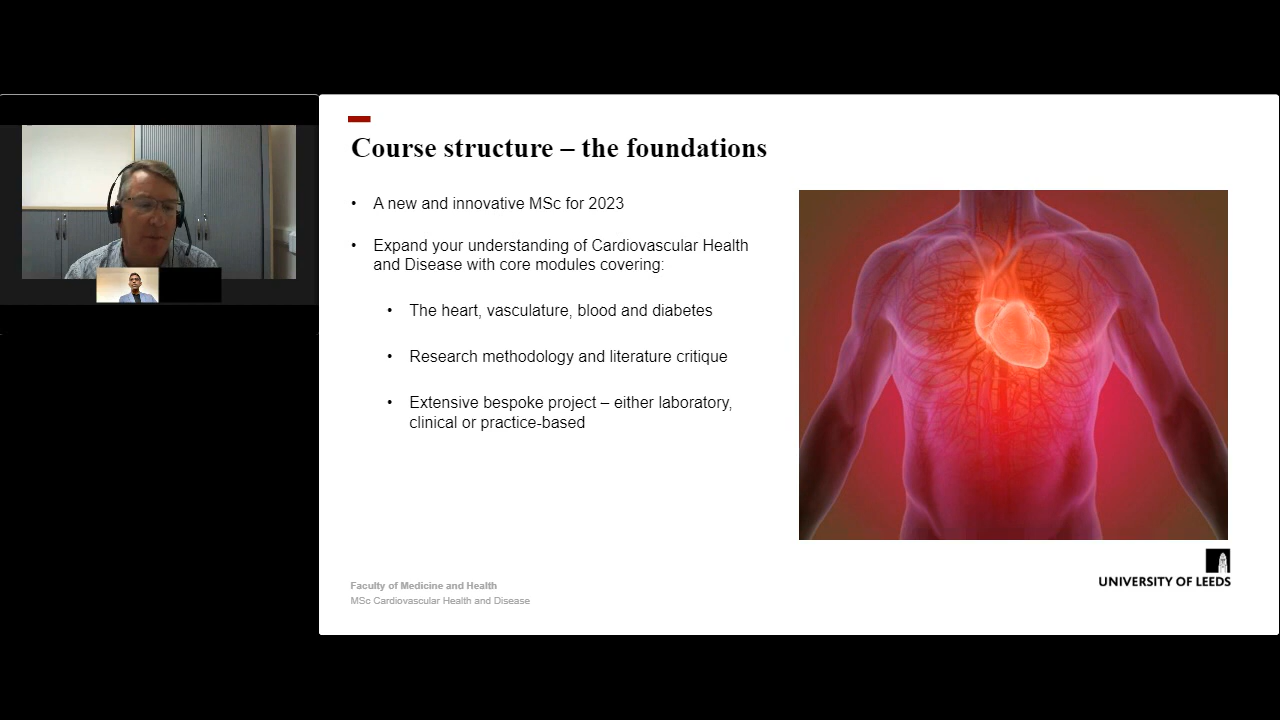 Course structure – the foundations
• A new and innovative MSc for 2023
• Expand your understanding of Cardiovascular Health
and Disease with core modules covering:
• The heart, vasculature, blood and diabetes
• Research methodology and literature critique
• Extensive bespoke project – either laboratory,
clinical or practice-based
Faculty of Medicine and Health
MSc Cardiovascular Health and Disease
UNIVERSITY OF LEEDS